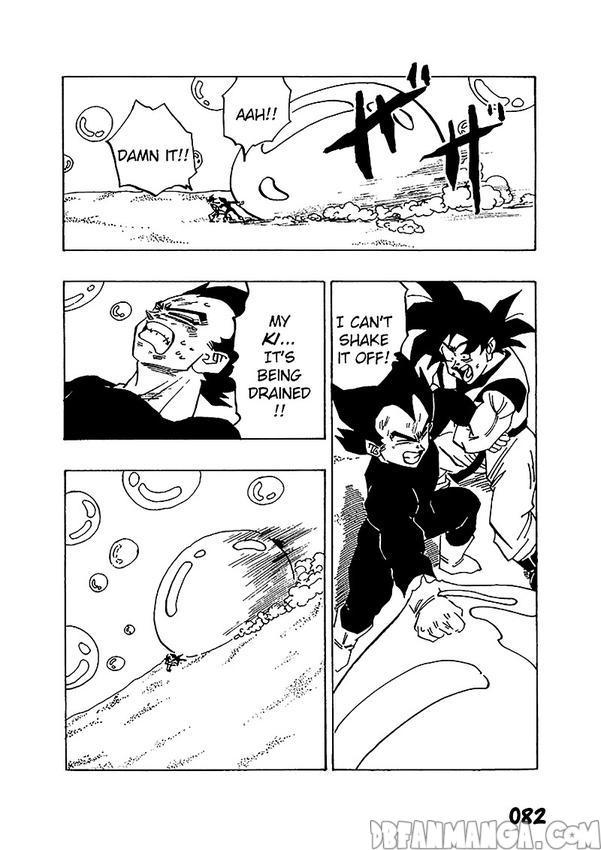 AAH!!
DAMN IT!!
I CAN'T
SHAKE
IT OFF!
MY
KI...
IT'S
BEING
DRAINED
!!
082
DBFANMANGA.COM